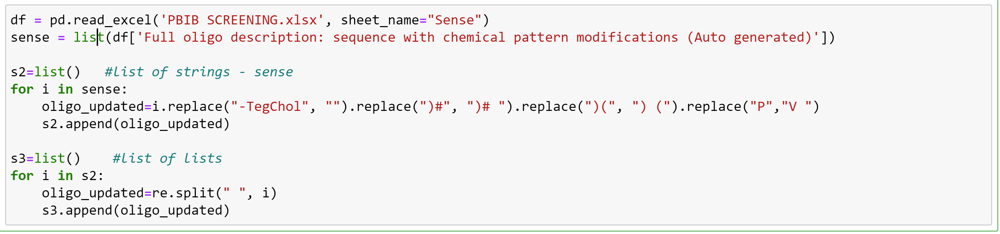 df = pd.read_excel('PBIB SCREENING.xlsx', sheet_name="Sense")
sense = list(df['Full oligo description: sequence with chemical pattern modifications (Auto generated)'])
s2=list()   #list of strings - sense
for i in sense:
    oligo_updated=i.replace("-TegChol", "").replace(")#", ")# ").replace(")(", ") (").replace("P","V ")
    s2.append(oligo_updated)
s3=list()    #list of lists
for i in s2:
    oligo_updated=re.split(" ", i)
    s3.append(oligo_updated)